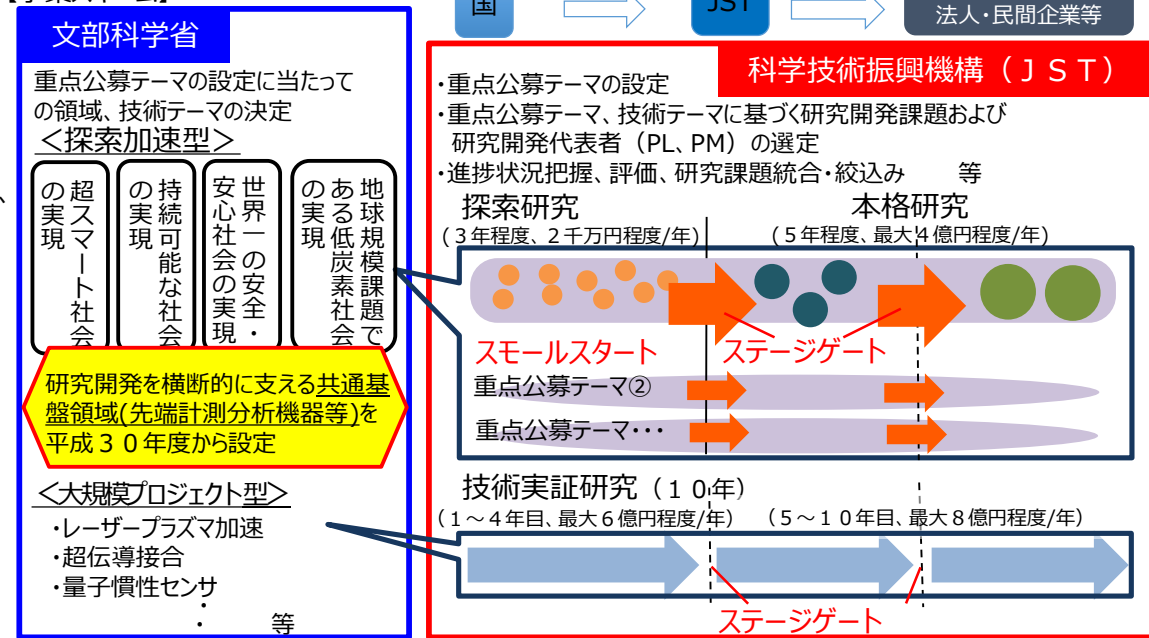 国
JST
法人・民間企業等
文部科学省
重点公募テーマの設定に当たって
の領域、技術テーマの決定
＜探索加速型＞
超スマート社会
の実現
持続可能な社会
の実現
世界一の安全・
安心社会の実現
地球規模課題で
ある低炭素社会
の実現
研究開発を横断的に支える共通基
盤領域(先端計測分析機器等)を
平成３０年度から設定
＜大規模プロジェクト型＞
・レーザープラズマ加速
・超伝導接合
・量子慣性センサ
・
・
等
科学技術振興機構（ＪＳＴ）
・重点公募テーマの設定
・重点公募テーマ、技術テーマに基づく研究開発課題および
研究開発代表者（PL、PM）の選定
・進捗状況把握、評価、研究課題統合・絞込み　　等
探索研究
(３年程度、２千万円程度/年)
本格研究
(５年程度、最大４億円程度/年)
スモールスタート
ステージゲート
重点公募テーマ②
重点公募テーマ・・・
技術実証研究（１０年）
（１～４年目、最大６億円程度/年）
（５～１０年目、最大８億円程度/年）
ステージゲート